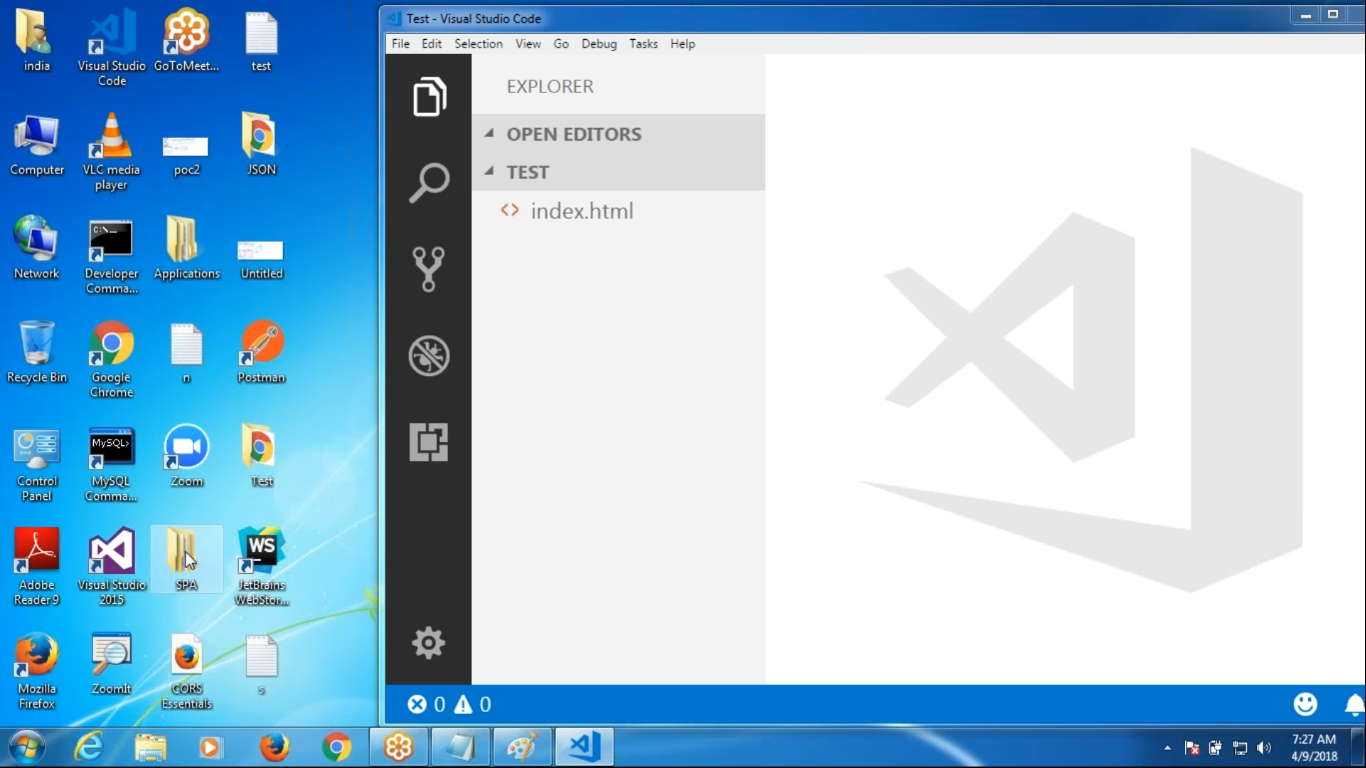 india
Visual Studio
Code
GoToMeet...
test
Computer
VLC media
player
poc2
JSON
Network
C:\_
Developer
Comma...
Applications
Untitled
Recycle Bin
Google
Chrome
n
Postman
Control
Panel
MySQL>
MySQL
Comma...
Zoom
Test
Adobe
Reader 9
Visual Studio
2015
SPA
WS
JetBrains
WebStor...
Mozilla
Firefox
ZoomIt
CORS
Essentials
s
Test - Visual Studio Code
File Edit Selection View Go Debug Tasks Help
EXPLORER
OPEN EDITORS
TEST
<> index.html
0 0
7:27 AM
4/9/2018